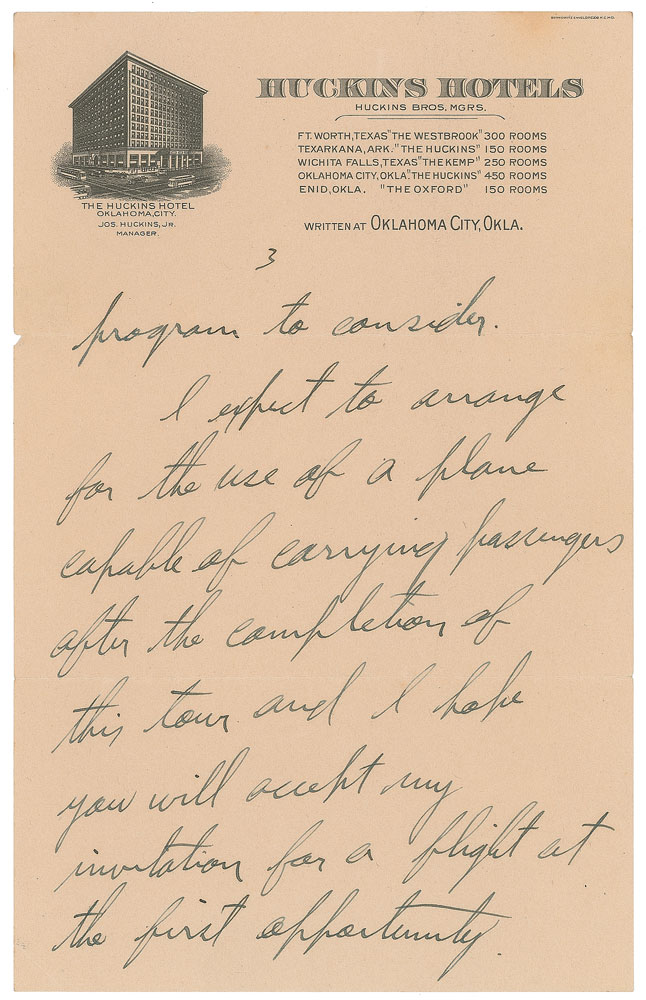 HUCKINS HOTELS
HUCKINS BROS. MGRS.
FT. WORTH, TEXAS "THE WESTBROOK" 300 ROOMS
TEXARKANA, ARK. "THE HUCKINS" 150 ROOMS
WICHITA FALLS, TEXAS "THE KEMP" 250 ROOMS
OKLAHOMA CITY, OKLA. "THE HUCKINS" 450 ROOMS
ENID, OKLA. "THE OXFORD" 150 ROOMS
THE HUCKINS HOTEL
OKLAHOMA, CITY.
JOS. HUCKINS, JR.
MANAGER.
WRITTEN AT OKLAHOMA CITY, OKLA.
3
program to consider.
I expect to arrange
for the use of a plane
capable of carrying passengers
after the completion of
this tour and I hope
you will accept my
invitation for a flight at
the first opportunity.